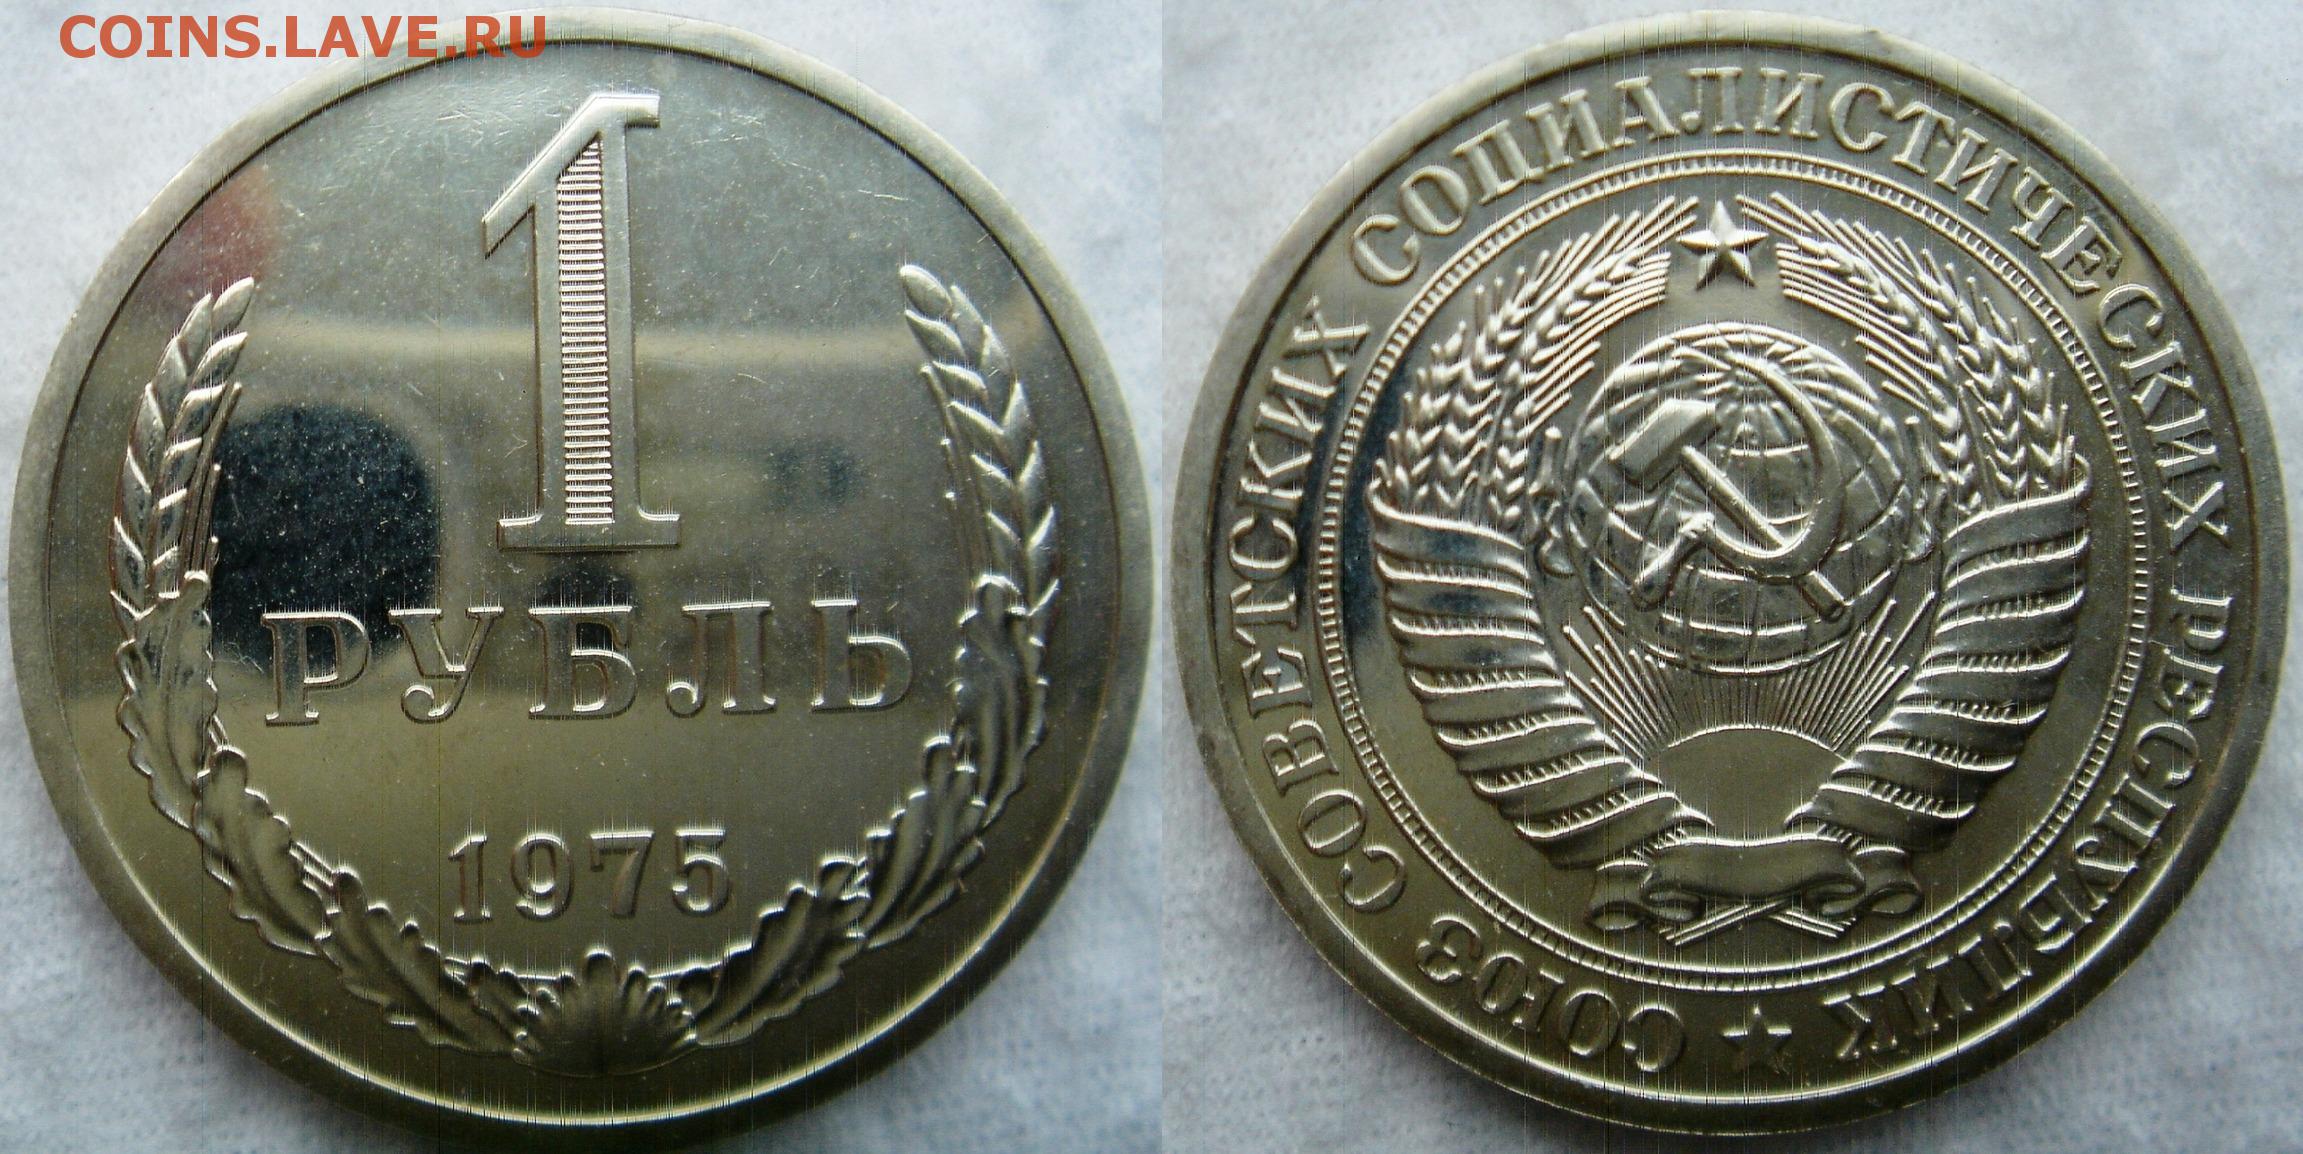 COINS.LAVE.RU
1
РУБЛЬ
1975
СОЮЗ СОВЕТСКИХ СОЦИАЛИСТИЧЕСКИХ РЕСПУБЛИК